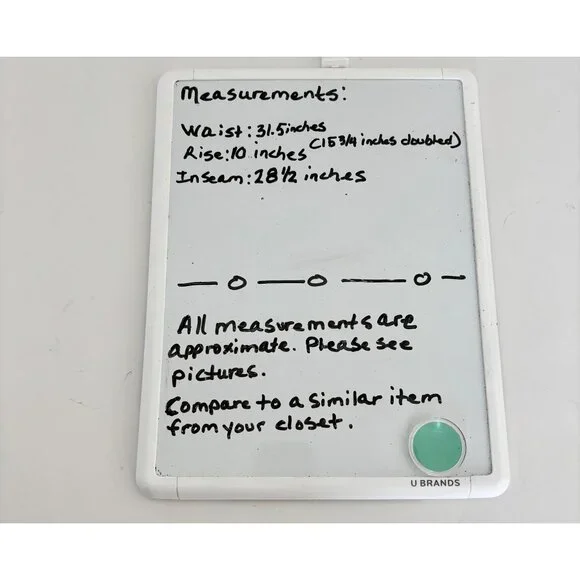 Measurements:
Waist: 31.5 inches
(15 3/4 inches doubled)
Rise: 10 inches
Inseam: 28 1/2 inches
All measurements are
approximate. Please see
pictures.
Compare to a similar item
from your closet.
U BRANDS